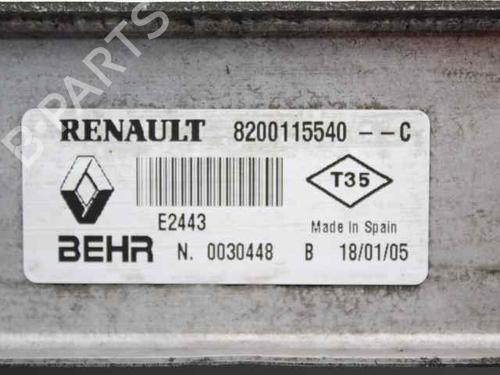 B-PARTS
RENAULT 8200115540 -- C
T35
E2443
Made in Spain
BEHR N. 0030448 B 18/01/05